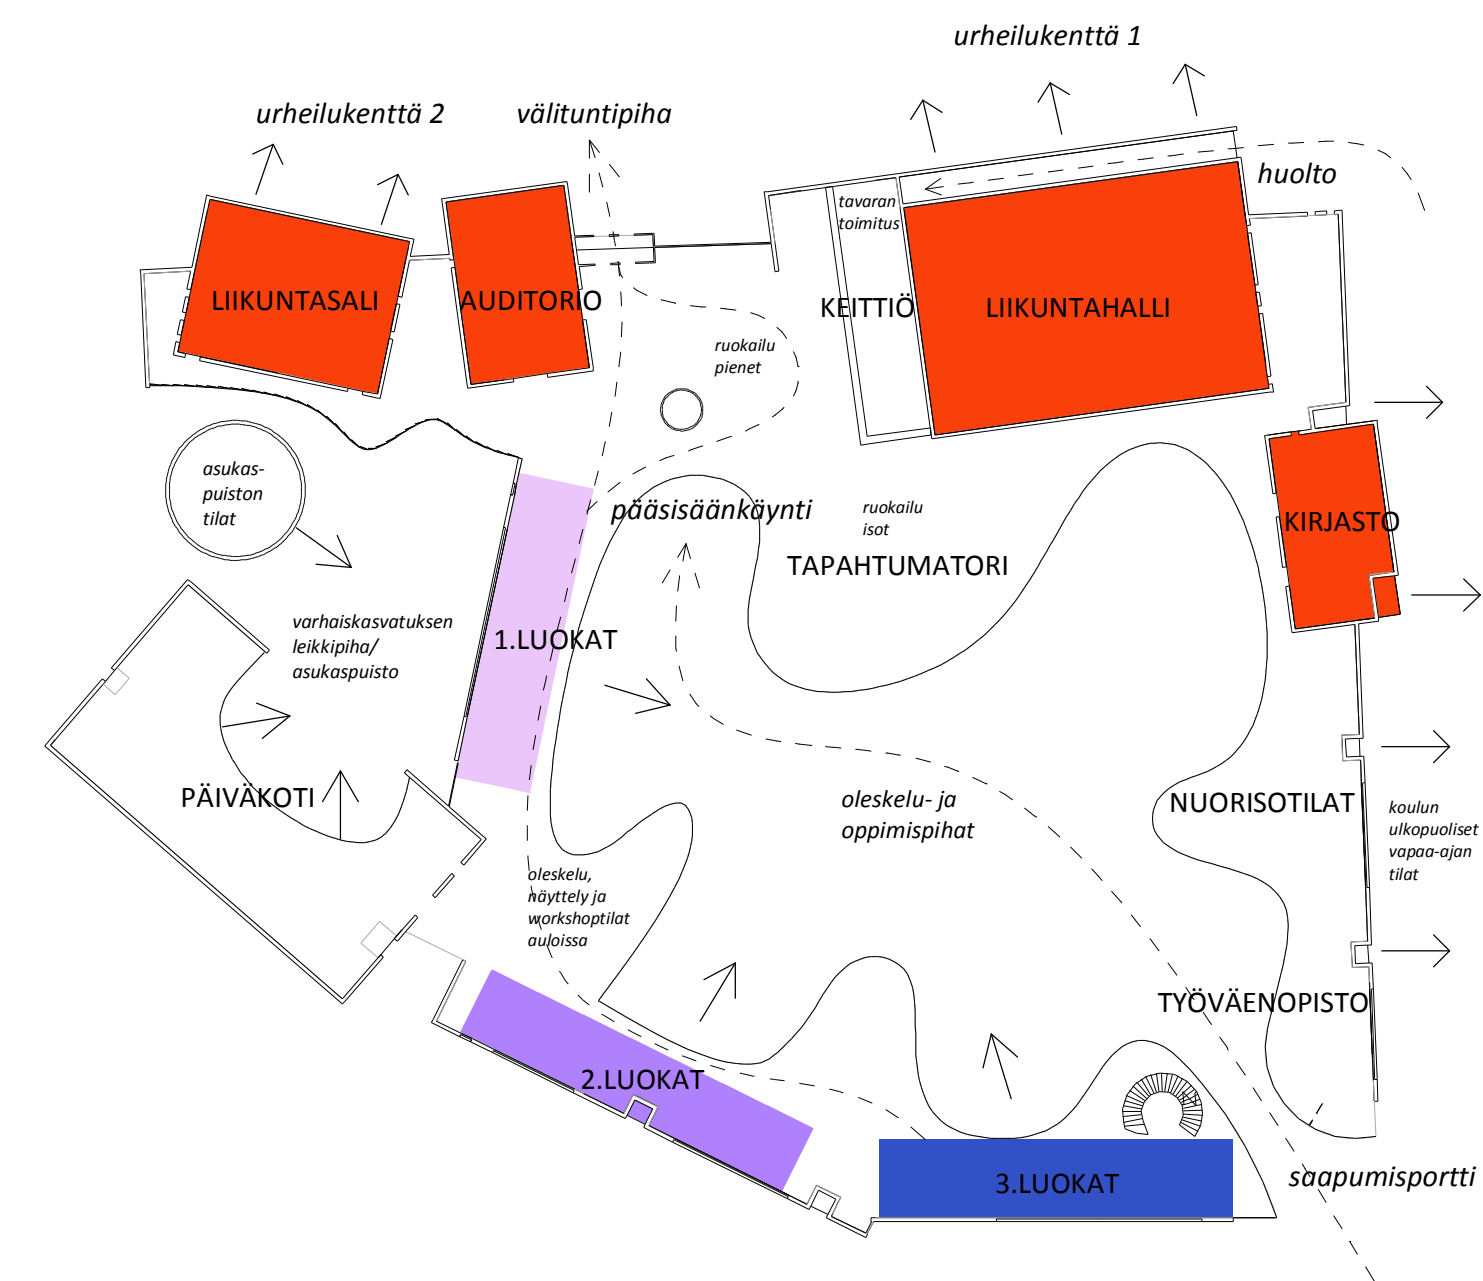 urheilukenttä 1
urheilukenttä 2
välituntipiha
huolto
tavaran
toimitus
LIIKUNTASALI
AUDITORIO
KEITTIÖ
LIIKUNTAHALLI
ruokailu
pienet
asukas-
puiston
tilat
pääsisäänkäynti
ruokailu
isot
KIRJASTO
TAPAHTUMATORI
varhaiskasvatuksen
leikkipiha/
asukaspuisto
1.LUOKAT
PÄIVÄKOTI
oleskelu- ja
oppimispihat
NUORISOTILAT
koulun
ulkopuoliset
vapaa-ajan
tilat
oleskelu,
näyttely ja
workshoptilat
auloissa
TYÖVÄENOPISTO
2.LUOKAT
3.LUOKAT
saapumisportti